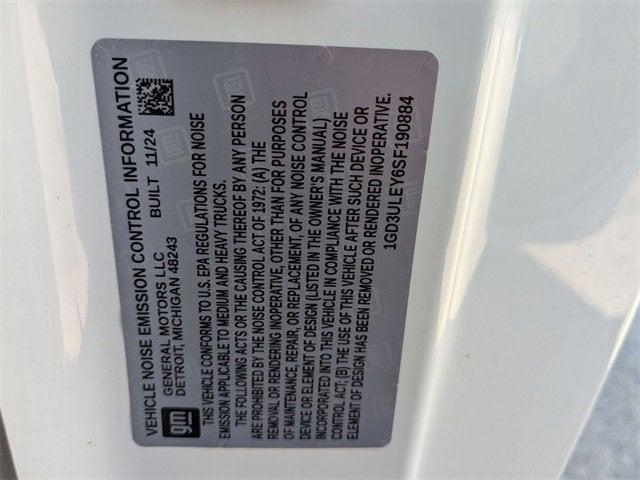 VEHICLE NOISE EMISSION CONTROL INFORMATION
gm
GENERAL MOTORS LLC
DETROIT, MICHIGAN 48243
BUILT 11/24
THIS VEHICLE CONFORMS TO U.S. EPA REGULATIONS FOR NOISE
EMISSION APPLICABLE TO MEDIUM AND HEAVY TRUCKS.
THE FOLLOWING ACTS OR THE CAUSING THEREOF BY ANY PERSON
ARE PROHIBITED BY THE NOISE CONTROL ACT OF 1972: (A) THE
REMOVAL OR RENDERING INOPERATIVE, OTHER THAN FOR PURPOSES
OF MAINTENANCE, REPAIR, OR REPLACEMENT, OF ANY NOISE CONTROL
DEVICE OR ELEMENT OF DESIGN (LISTED IN THE OWNER'S MANUAL)
INCORPORATED INTO THIS VEHICLE IN COMPLIANCE WITH THE NOISE
CONTROL ACT; (B) THE USE OF THIS VEHICLE AFTER SUCH DEVICE OR
ELEMENT OF DESIGN HAS BEEN REMOVED OR RENDERED INOPERATIVE.
1GD3ULEY6SF190884